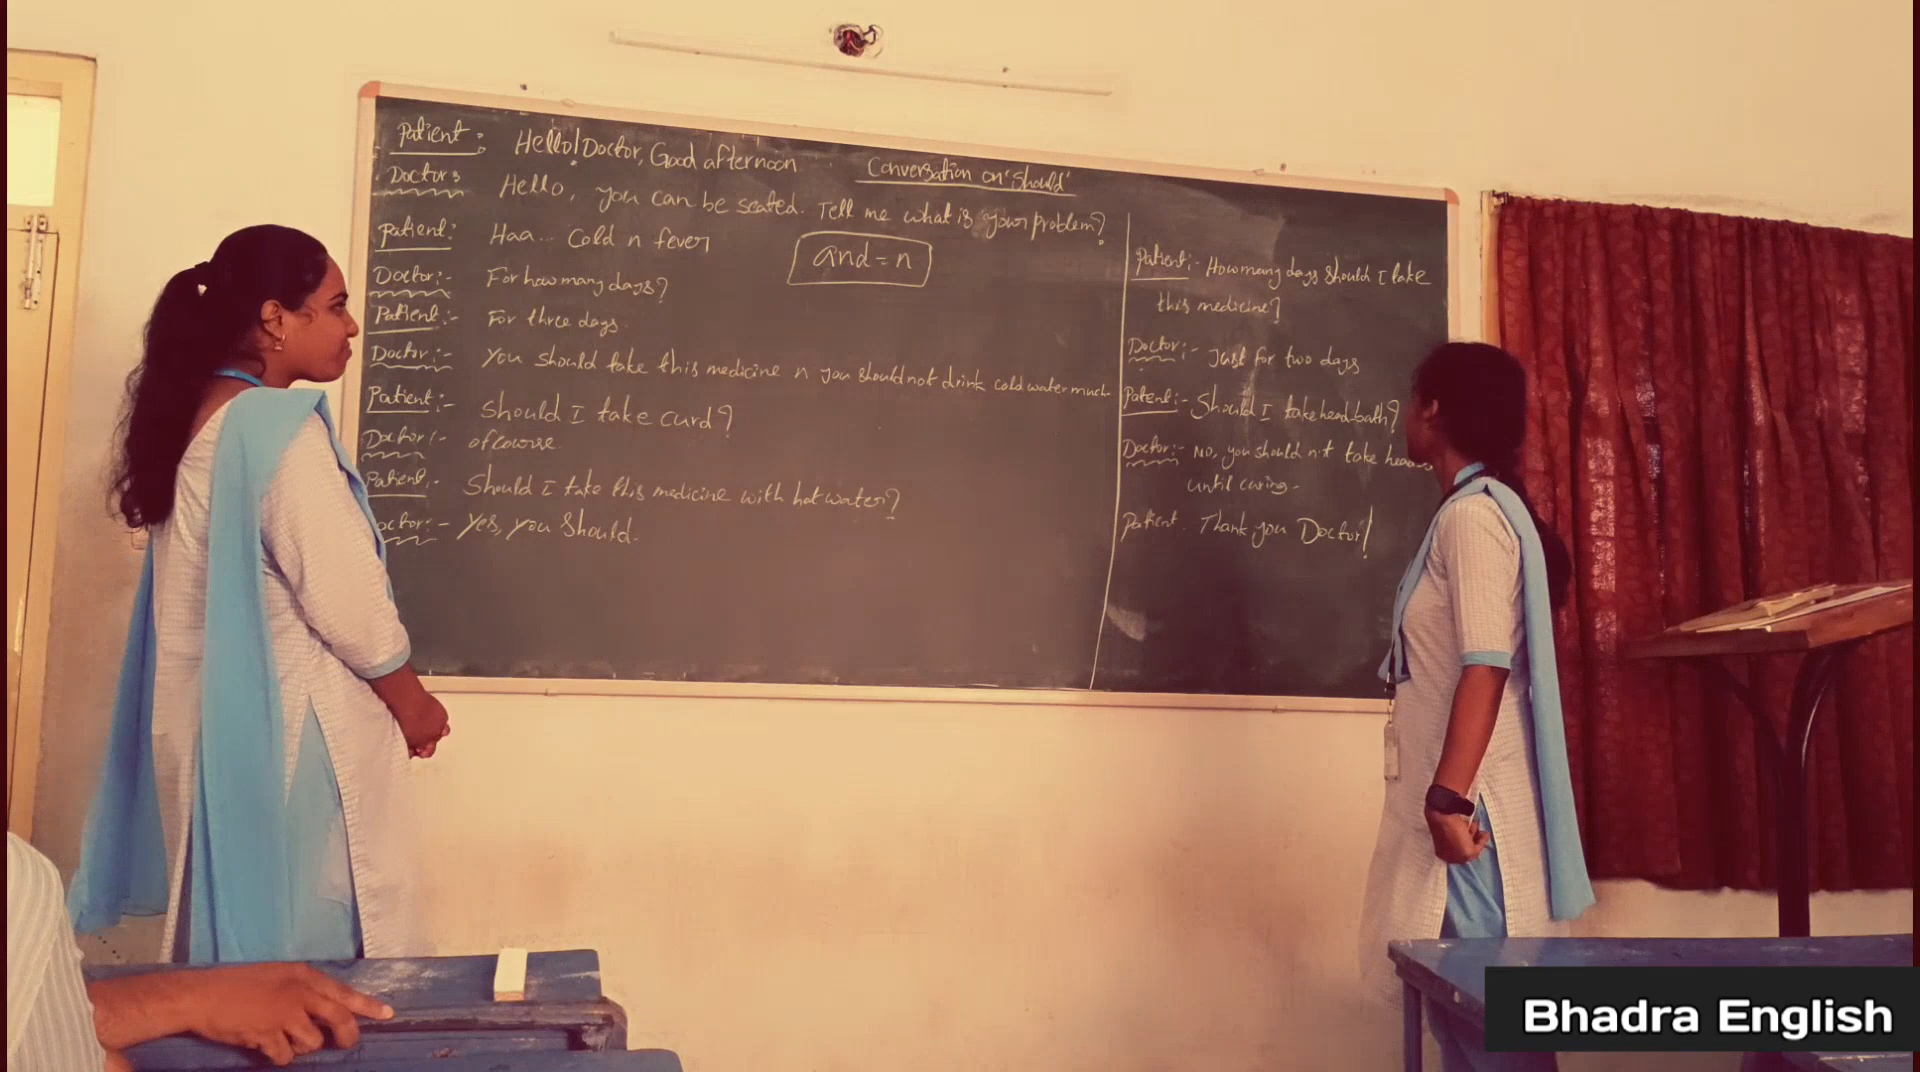 Patient: Hello! Doctor, Good afternoon
Conversation on 'Should'
Doctor: Hello, you can be seated. Tell me what is your problem?
Patient: Haa... Cold n fever
and = n
Doctor:- For how many days?
Patient:- For three days.
Doctor:- You should take this medicine n you should not drink cold water much.
Patient:- Should I take curd?
Doctor:- of course.
Patient:- Should I take this medicine with hot water?
octor:- Yes, you should.
Patient:- How many days should I take
this medicine?
Doctor:- Just for two days
Patient:- Should I take head bath?
Doctor:- No, you should n't take head
until curing.
Patient. Thank you Doctor!
Bhadra English